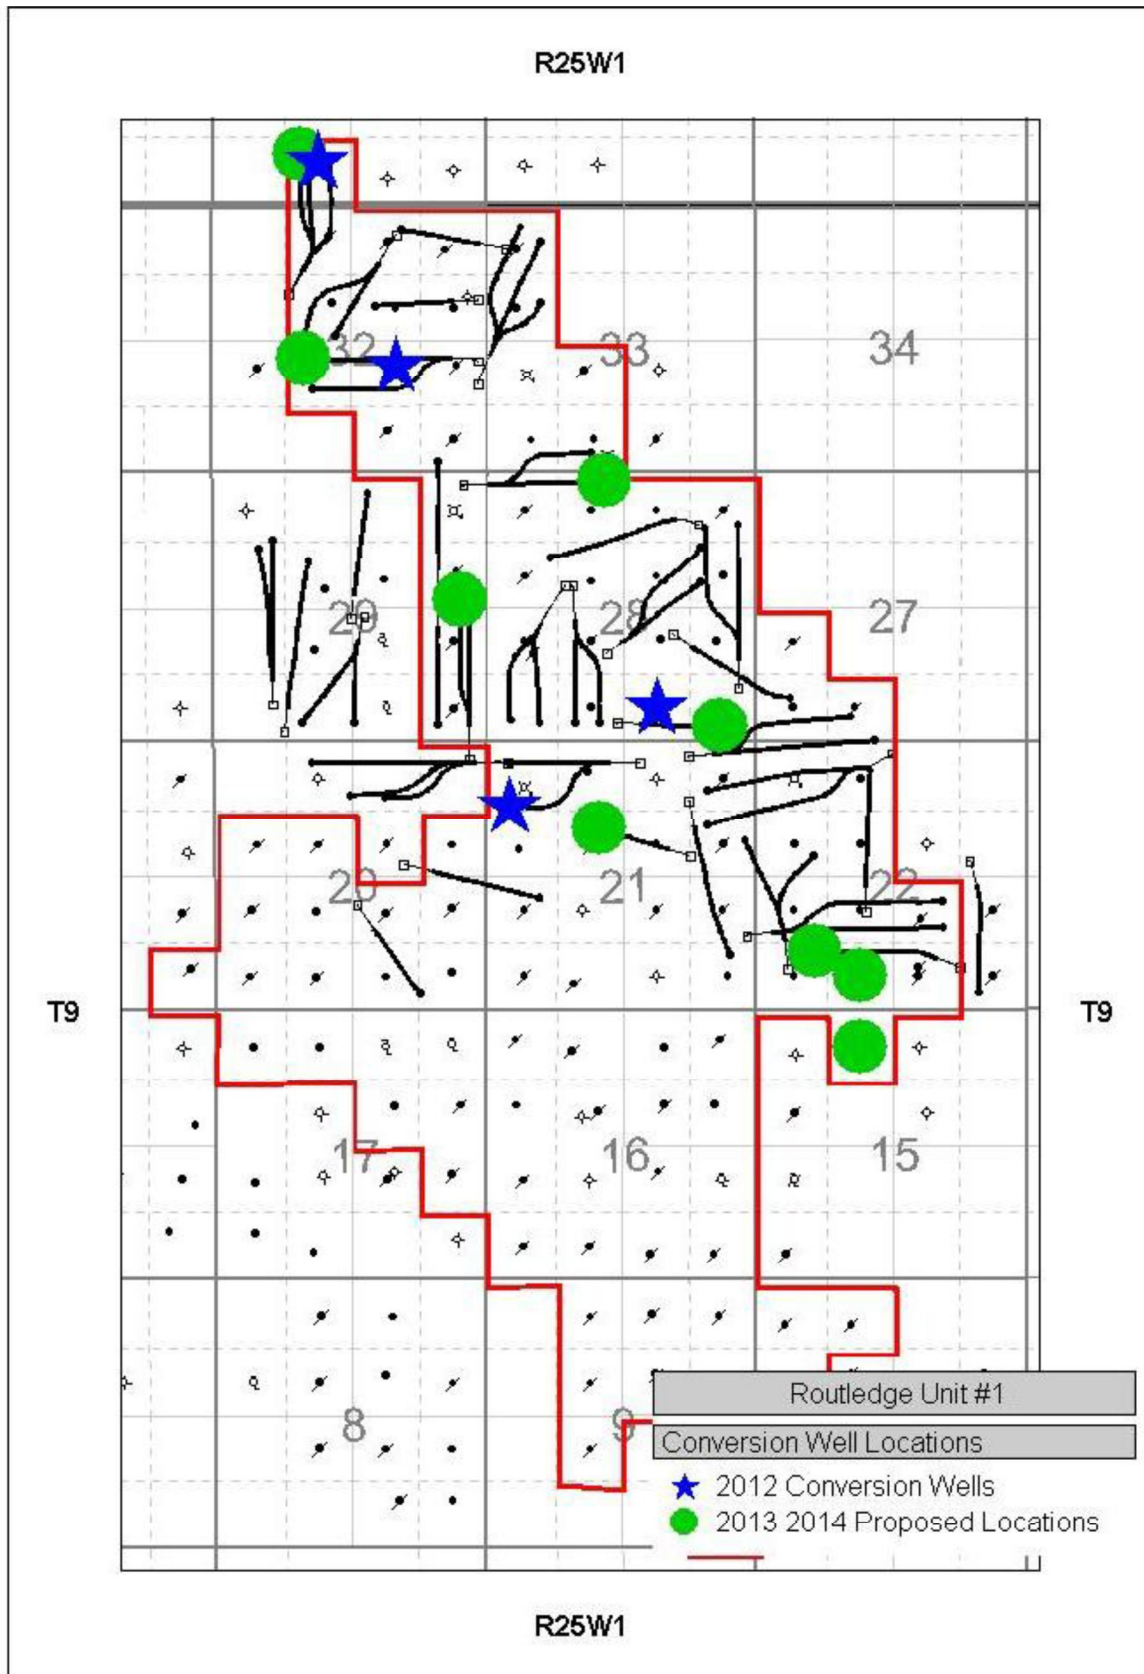 R25W1
32
33
34
29
28
27
20
21
22
T9
T9
17
16
15
8
9
Routledge Unit #1
Conversion Well Locations
2012 Conversion Wells
2013 2014 Proposed Locations
R25W1